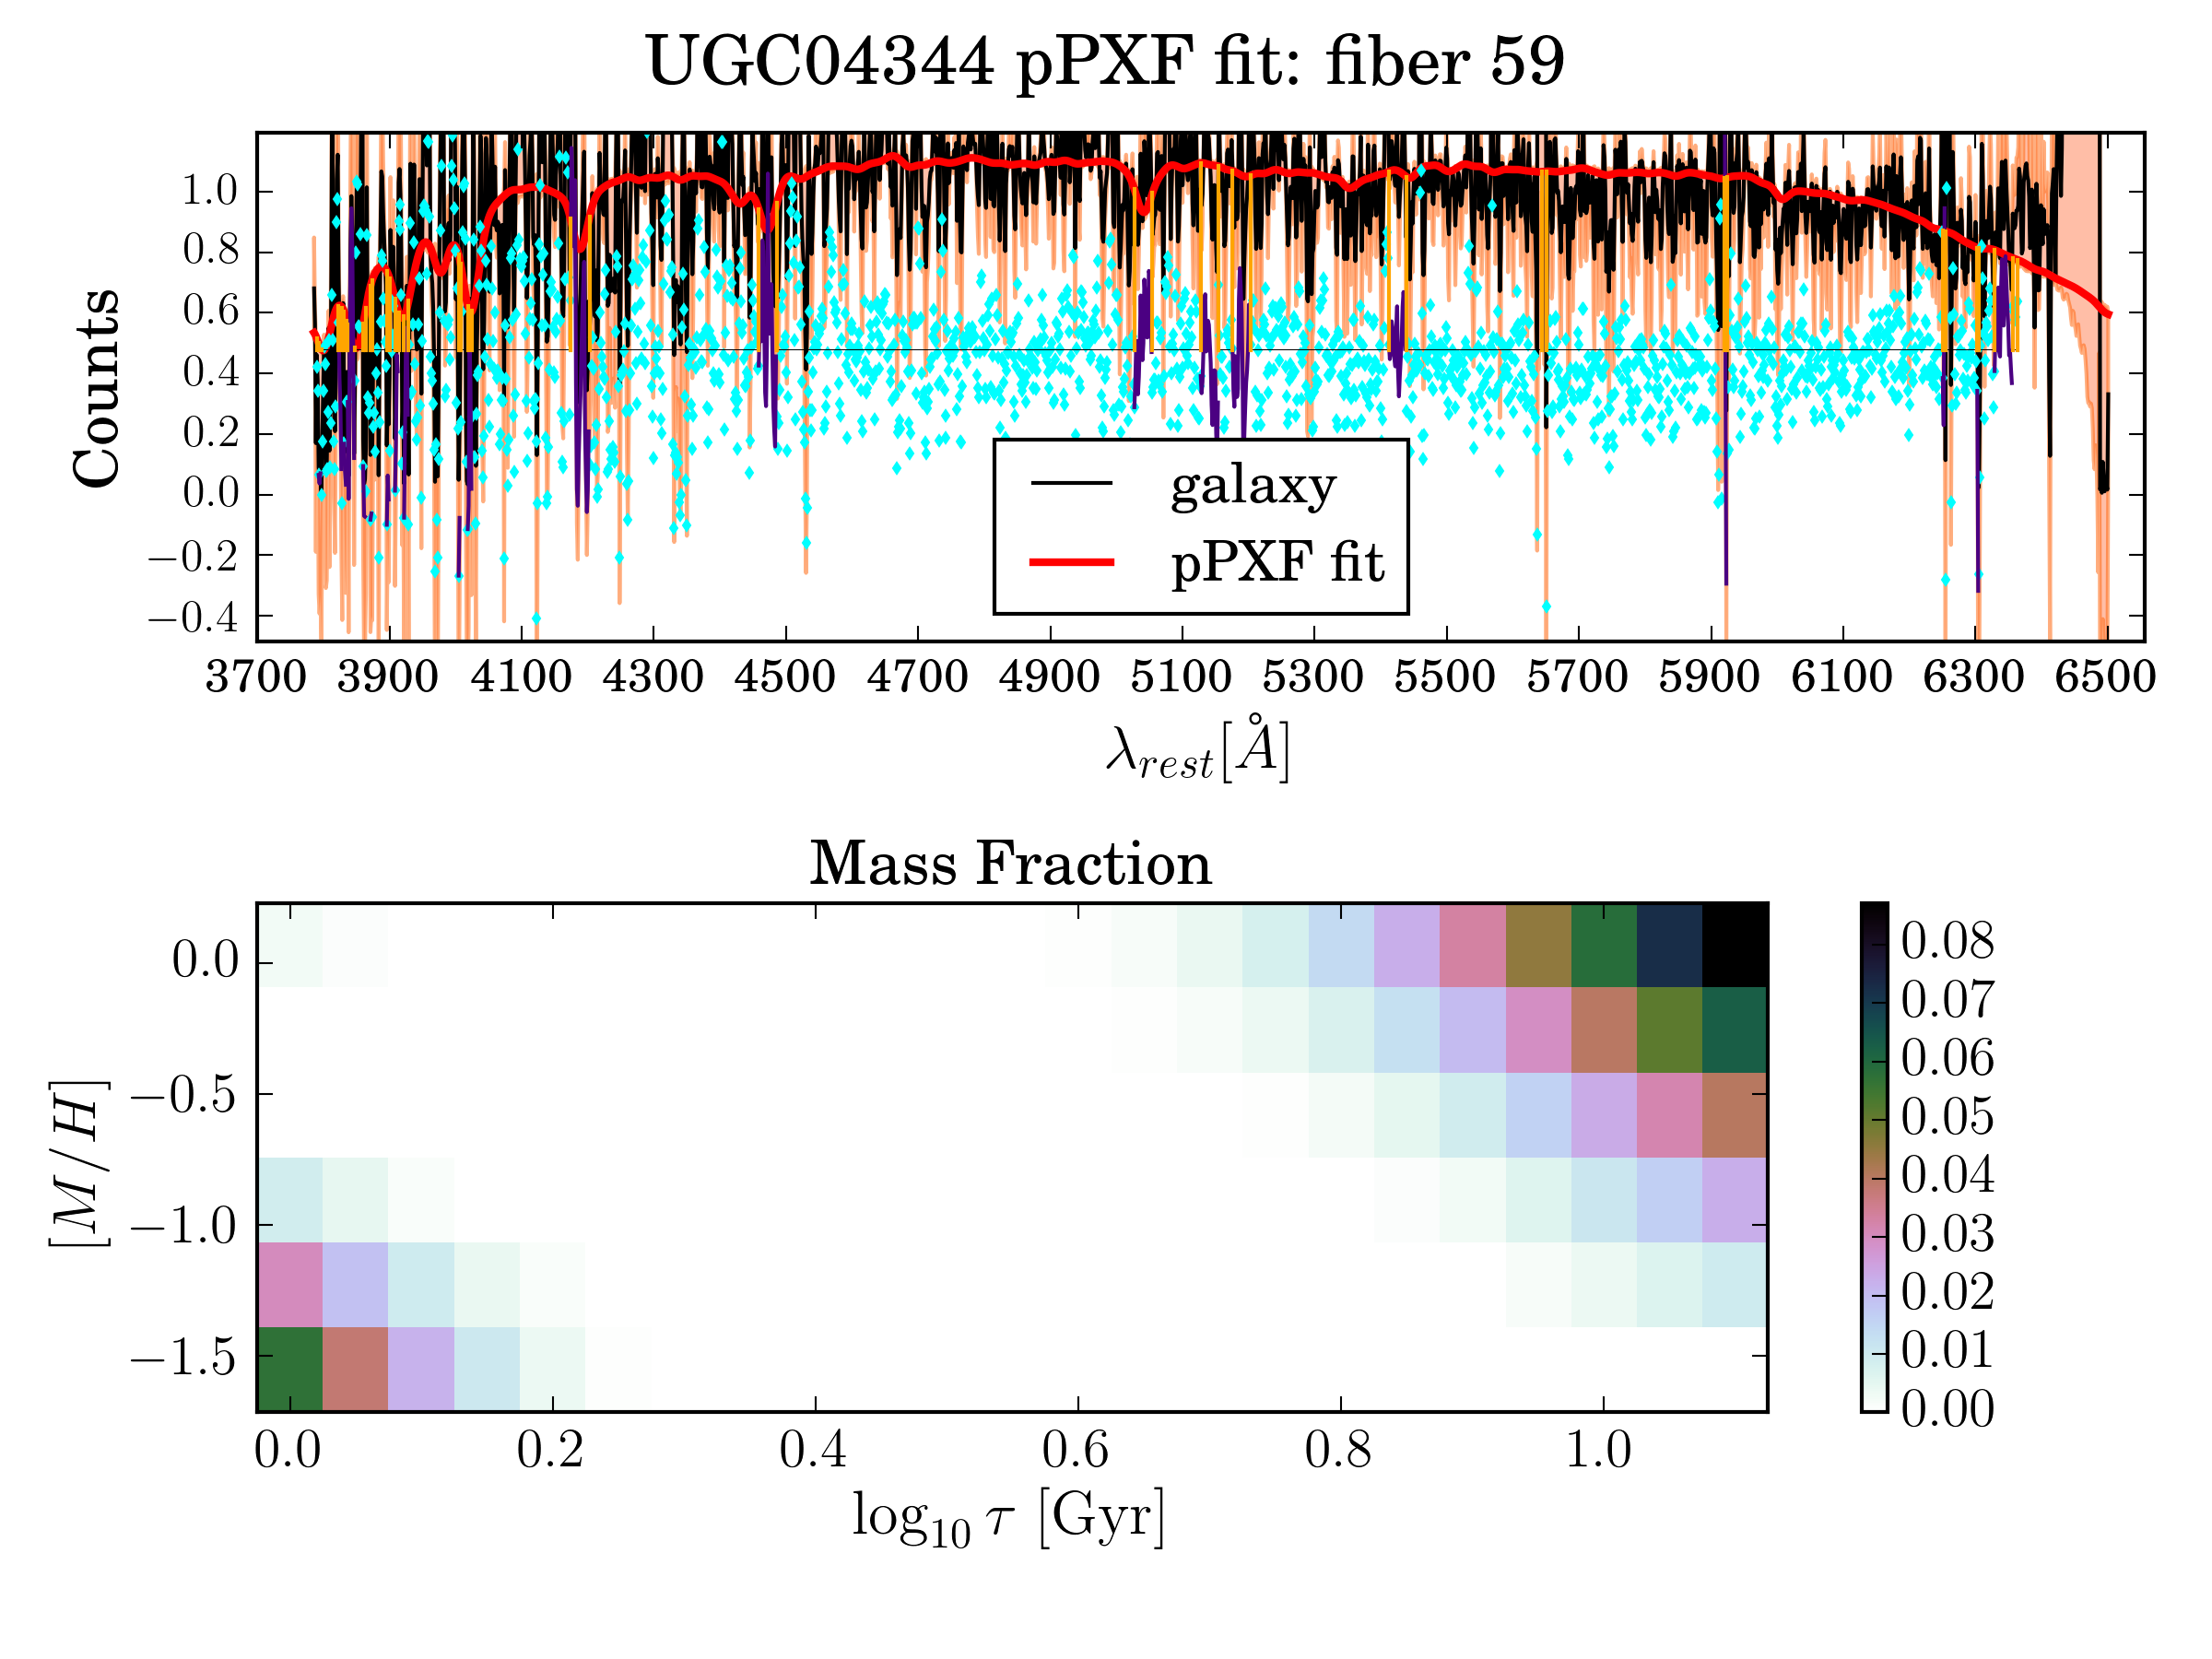 UGC04344 pPXF fit: fiber 59
Counts
1.0
0.8
0.6
0.4
0.2
0.0
−0.2
−0.4
galaxy
pPXF fit
3700 3900 4100 4300 4500 4700 4900 5100 5300 5500 5700 5900 6100 6300 6500
λrest[Å]
Mass Fraction
[M/H]
0.0
−0.5
−1.0
−1.5
0.0 0.2 0.4 0.6 0.8 1.0
log10 τ [Gyr]
0.08
0.07
0.06
0.05
0.04
0.03
0.02
0.01
0.00